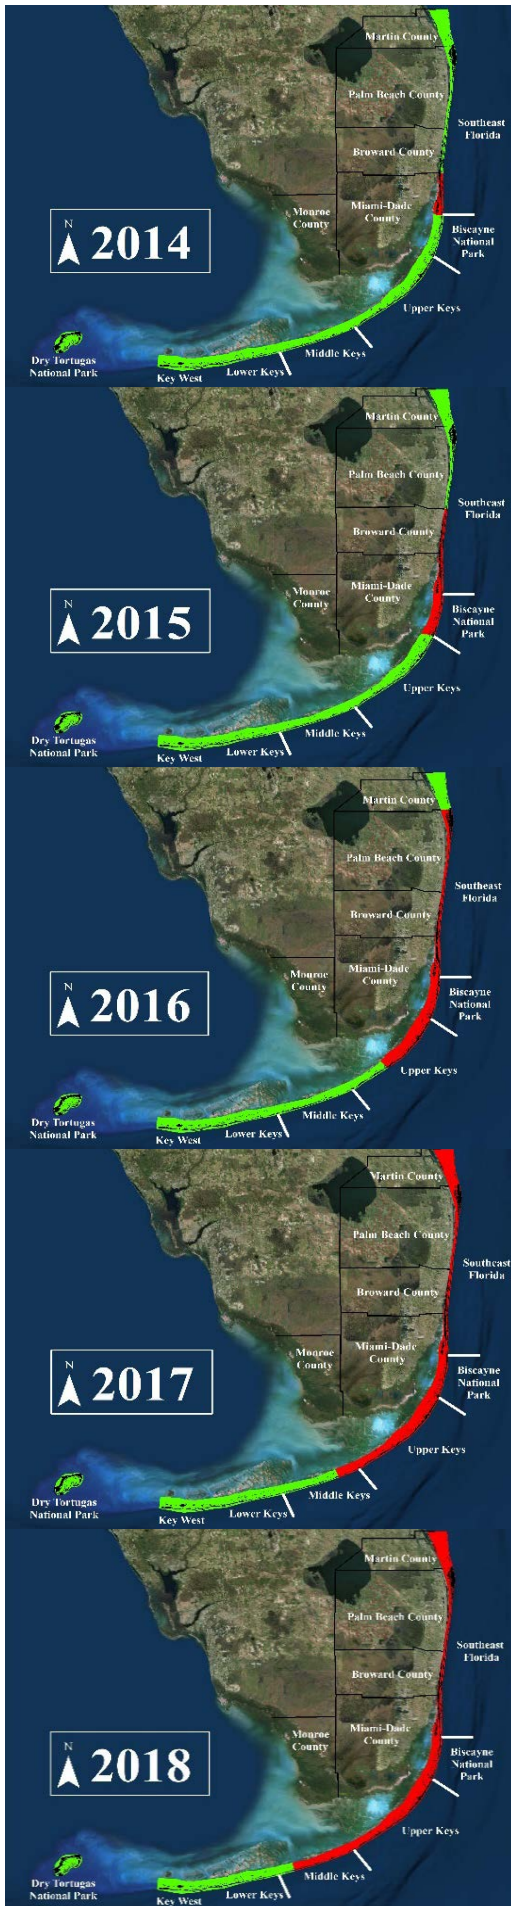 Martin County
Palm Beach County
Southeast
Florida
Broward County
Monroe
County
Miami-Dade
County
Biscayne
National
Park
N
2014
Upper Keys
Middle Keys
Lower Keys
Key West
Dry Tortugas
National Park
Martin County
Palm Beach County
Southeast
Florida
Broward County
Monroe
County
Miami-Dade
County
Biscayne
National
Park
N
2015
Upper Keys
Middle Keys
Lower Keys
Key West
Dry Tortugas
National Park
Martin County
Palm Beach County
Southeast
Florida
Broward County
Monroe
County
Miami-Dade
County
Biscayne
National
Park
N
2016
Upper Keys
Middle Keys
Lower Keys
Key West
Dry Tortugas
National Park
Martin County
Palm Beach County
Southeast
Florida
Broward County
Monroe
County
Miami-Dade
County
Biscayne
National
Park
N
2017
Upper Keys
Middle Keys
Lower Keys
Key West
Dry Tortugas
National Park
Martin County
Palm Beach County
Southeast
Florida
Broward County
Monroe
County
Miami-Dade
County
Biscayne
National
Park
N
2018
Upper Keys
Middle Keys
Lower Keys
Key West
Dry Tortugas
National Park